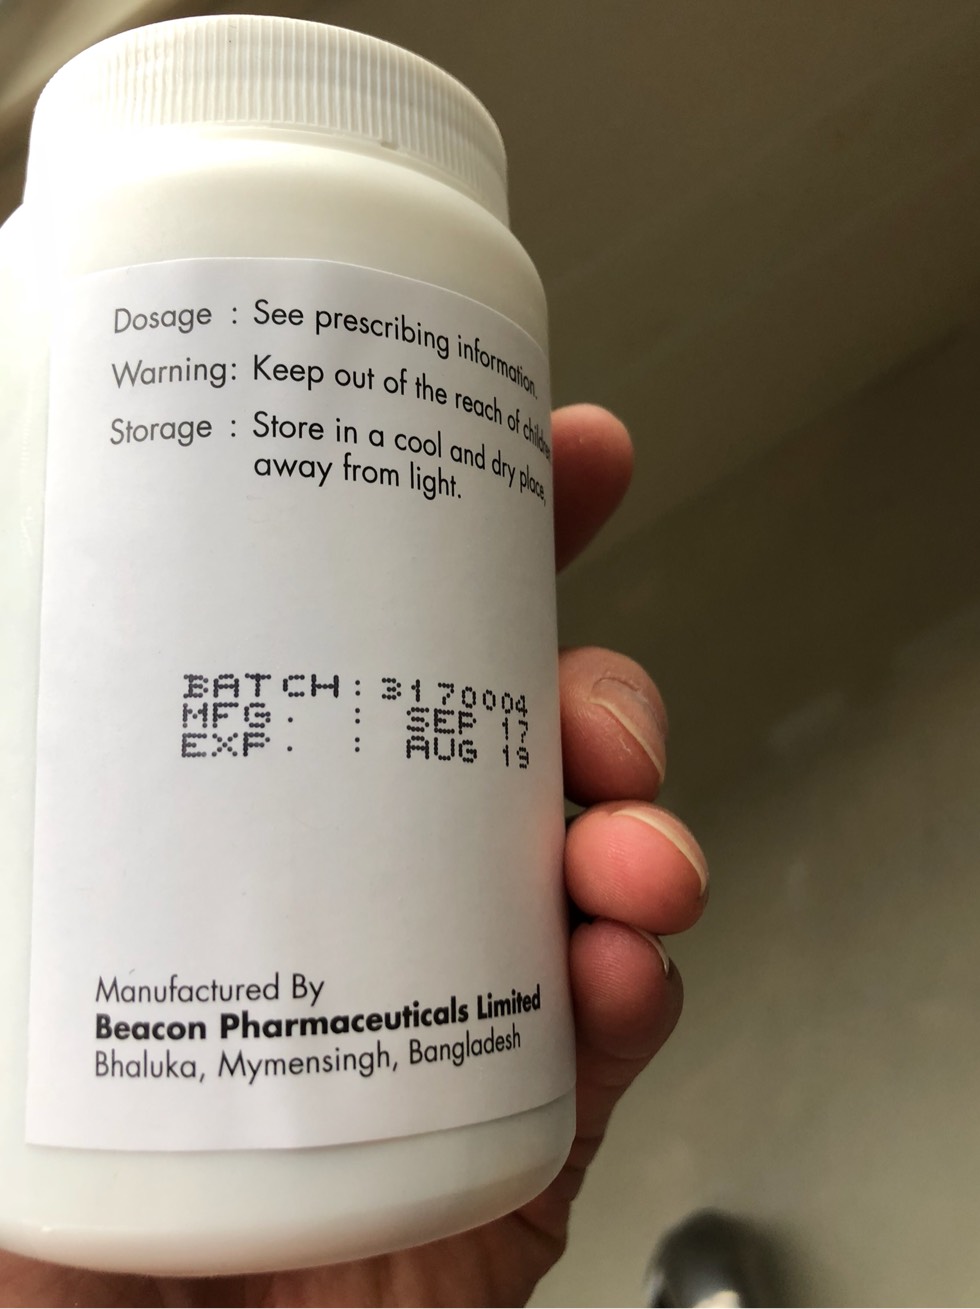 Dosage : See prescribing information.
Warning: Keep out of the reach of children
Storage : Store in a cool and dry place,
away from light.
BATCH : 3170004
MFG. : SEP 17
EXP. : AUG 19
Manufactured By
Beacon Pharmaceuticals Limited
Bhaluka, Mymensingh, Bangladesh